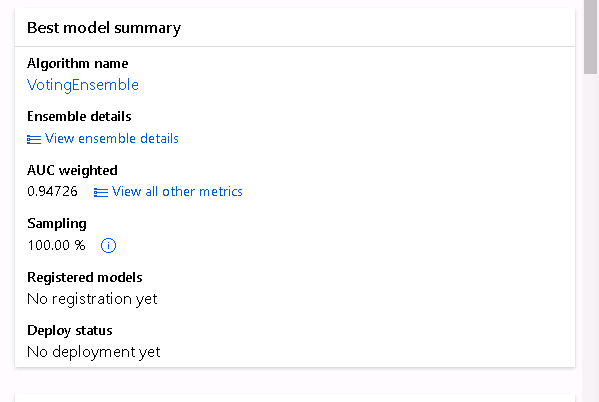 Best model summary
Algorithm name
VotingEnsemble
Ensemble details
View ensemble details
AUC weighted
0.94726 View all other metrics
Sampling
100.00 %
Registered models
No registration yet
Deploy status
No deployment yet